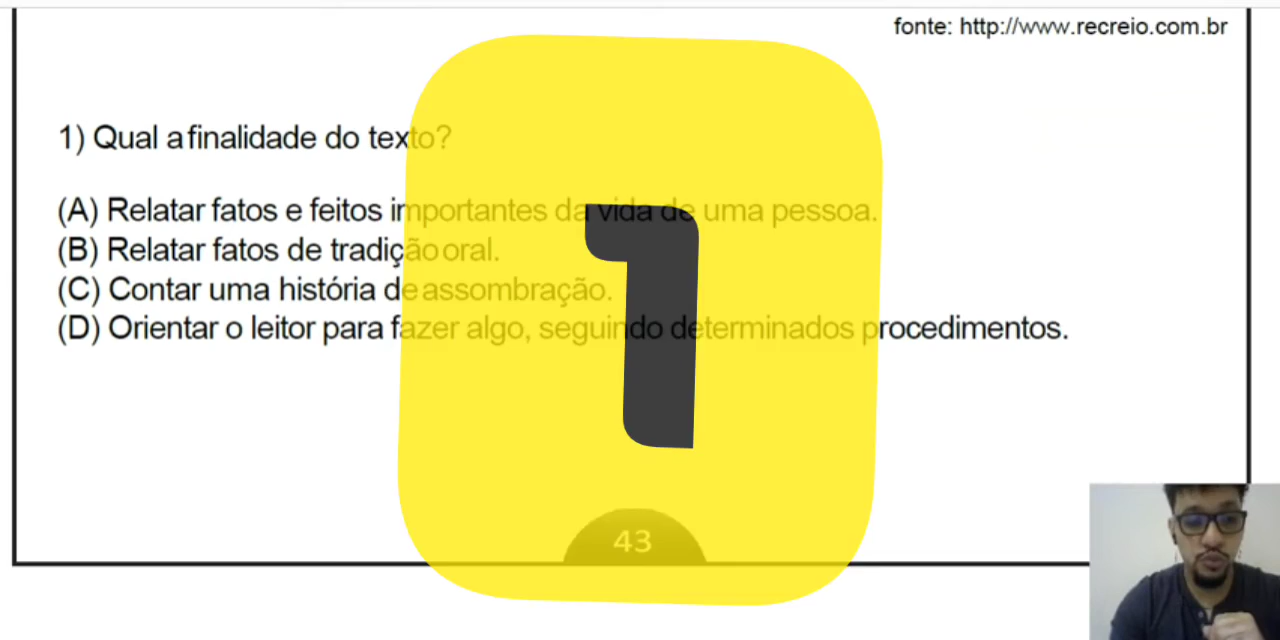 fonte: http://www.recreio.com.br
1) Qual a finalidade do texto?
(A) Relatar fatos e feitos importantes da vida de uma pessoa.
(B) Relatar fatos de tradição oral.
(C) Contar uma história de assombração.
(D) Orientar o leitor para fazer algo, seguindo determinados procedimentos.
1
43